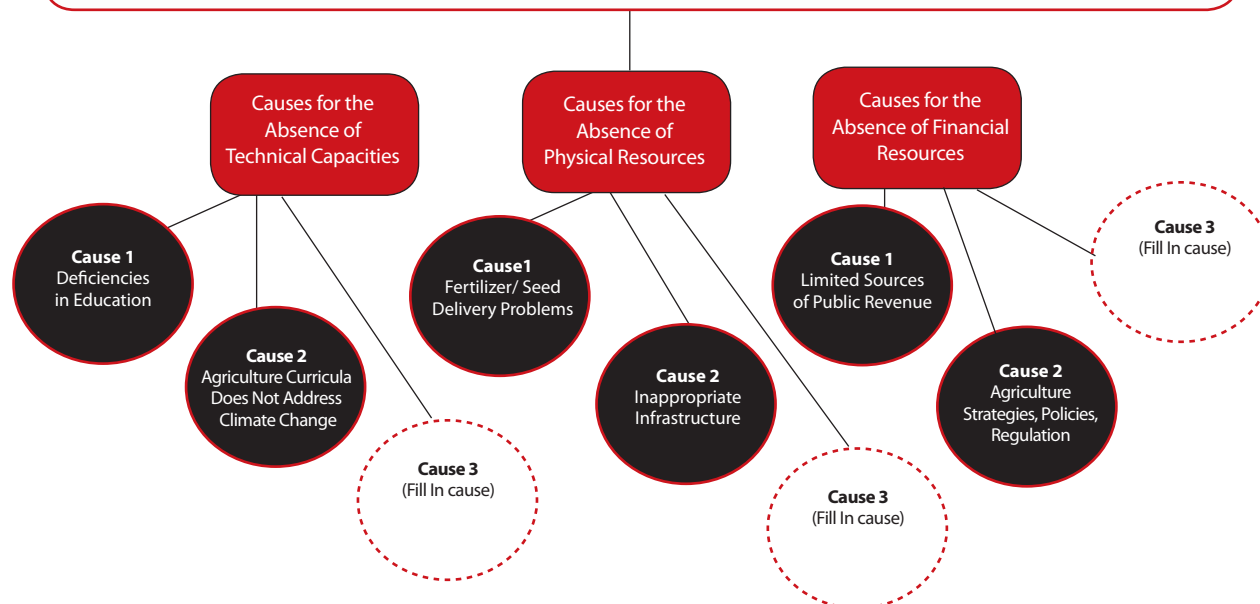 Causes for the
Absence of
Technical Capacities
Causes for the
Absence of
Physical Resources
Causes for the
Absence of Financial
Resources
Cause 1
Deficiencies
in Education
Cause 2
Agriculture Curricula
Does Not Address
Climate Change
Cause 3
(Fill In cause)
Cause1
Fertilizer/ Seed
Delivery Problems
Cause 2
Inappropriate
Infrastructure
Cause 3
(Fill In cause)
Cause 1
Limited Sources
of Public Revenue
Cause 2
Agriculture
Strategies, Policies,
Regulation
Cause 3
(Fill In cause)